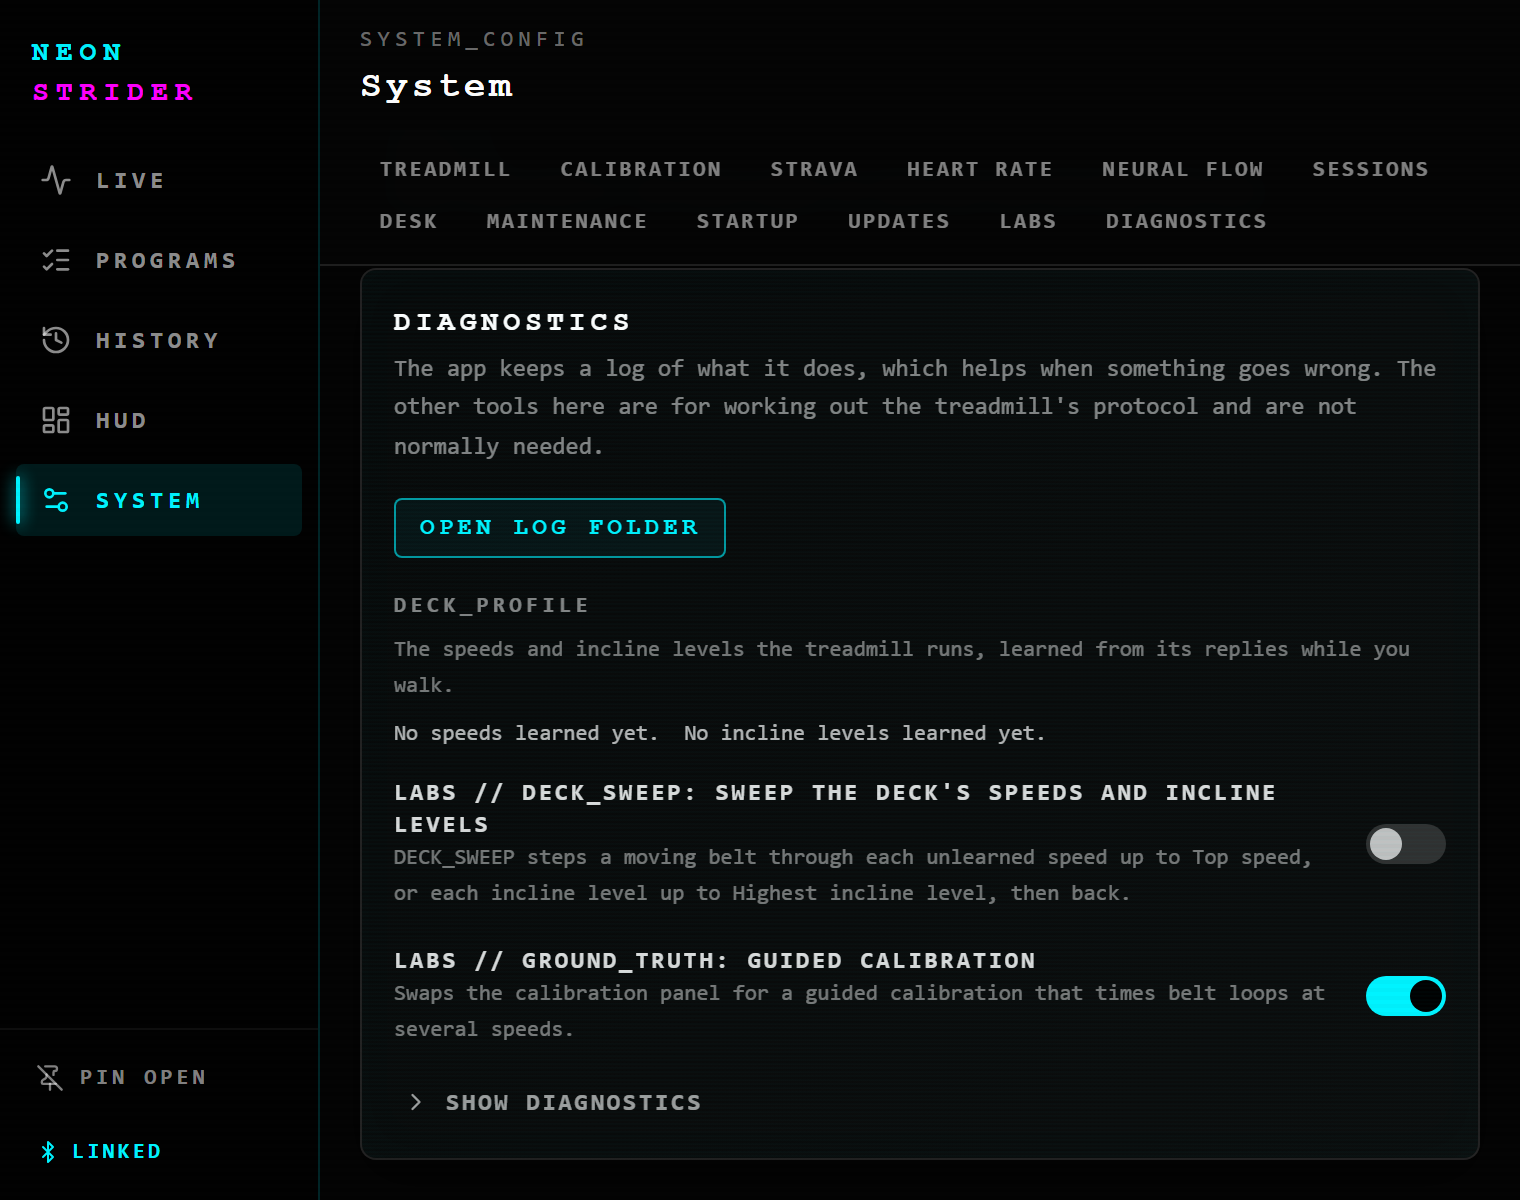 NEON
STRIDER
LIVE
PROGRAMS
HISTORY
HUD
SYSTEM
PIN OPEN
LINKED
SYSTEM_CONFIG
System
TREADMILL CALIBRATION STRAVA HEART RATE NEURAL FLOW SESSIONS
DESK MAINTENANCE STARTUP UPDATES LABS DIAGNOSTICS
DIAGNOSTICS
The app keeps a log of what it does, which helps when something goes wrong. The
other tools here are for working out the treadmill's protocol and are not
normally needed.
OPEN LOG FOLDER
DECK_PROFILE
The speeds and incline levels the treadmill runs, learned from its replies while you
walk.
No speeds learned yet. No incline levels learned yet.
LABS // DECK_SWEEP: SWEEP THE DECK'S SPEEDS AND INCLINE
LEVELS
DECK_SWEEP steps a moving belt through each unlearned speed up to Top speed,
or each incline level up to Highest incline level, then back.
LABS // GROUND_TRUTH: GUIDED CALIBRATION
Swaps the calibration panel for a guided calibration that times belt loops at
several speeds.
SHOW DIAGNOSTICS